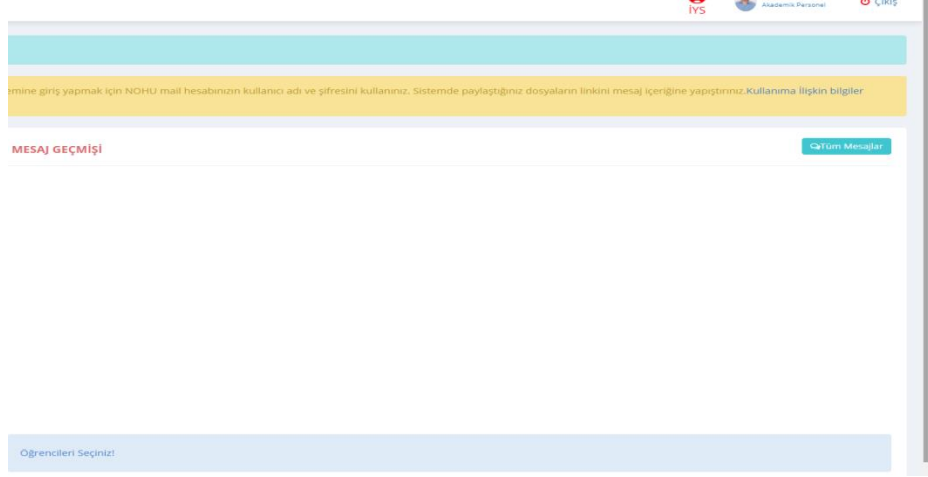 İYS
Akademik Personel
Çıkış
emine giriş yapmak için NOHU mail hesabınızın kullanıcı adı ve şifresini kullanınız. Sistemde paylaştığınız dosyaların linkini mesaj içeriğine yapıştırınız.Kullanıma İlişkin bilgiler
MESAJ GEÇMİŞİ
Tüm Mesajlar
Öğrencileri Seçiniz!